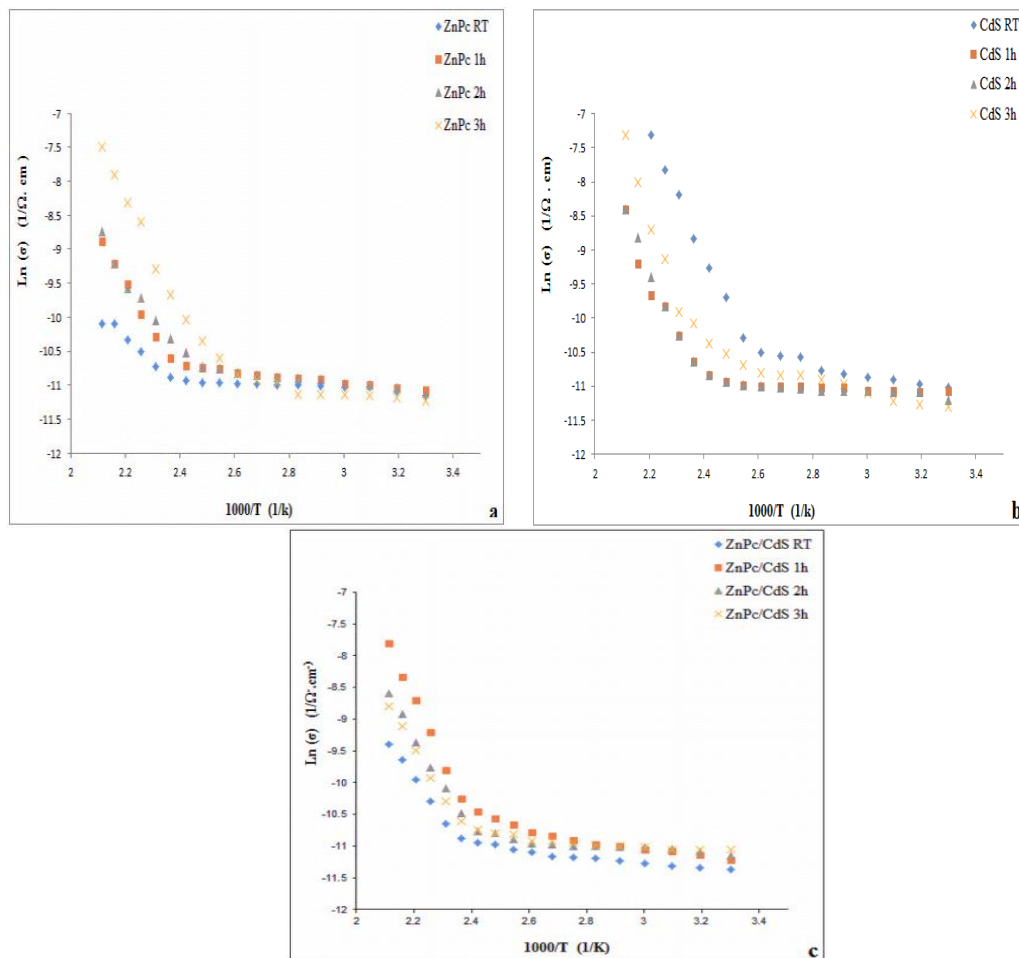 ZnPc RT
ZnPc 1h
ZnPc 2h
ZnPc 3h
-7
-7.5
-8
-8.5
-9
-9.5
-10
-10.5
-11
-11.5
-12
2 2.2 2.4 2.6 2.8 3 3.2 3.4
Ln (σ) (1/Ω. cm )
1000/T (1/k)
a
CdS RT
CdS 1h
CdS 2h
CdS 3h
-7
-7.5
-8
-8.5
-9
-9.5
-10
-10.5
-11
-11.5
-12
2 2.2 2.4 2.6 2.8 3 3.2 3.4
Ln (σ) (1/Ω . cm)
1000/T (1/k)
b
ZnPc/CdS RT
ZnPc/CdS 1h
ZnPc/CdS 2h
ZnPc/CdS 3h
-7
-7.5
-8
-8.5
-9
-9.5
-10
-10.5
-11
-11.5
-12
2 2.2 2.4 2.6 2.8 3 3.2 3.4
Ln (σ)
1000/T (1/K)
c